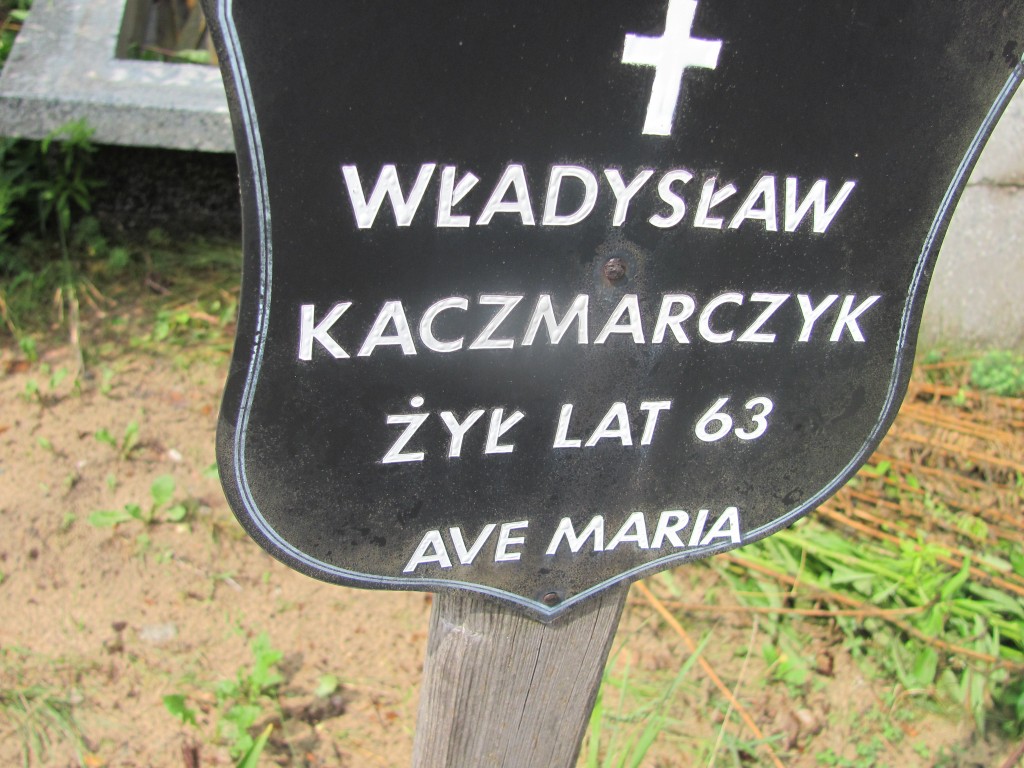 WŁADYSŁAW
KACZMARCZYK
ŻYŁ LAT 63
AVE MARIA